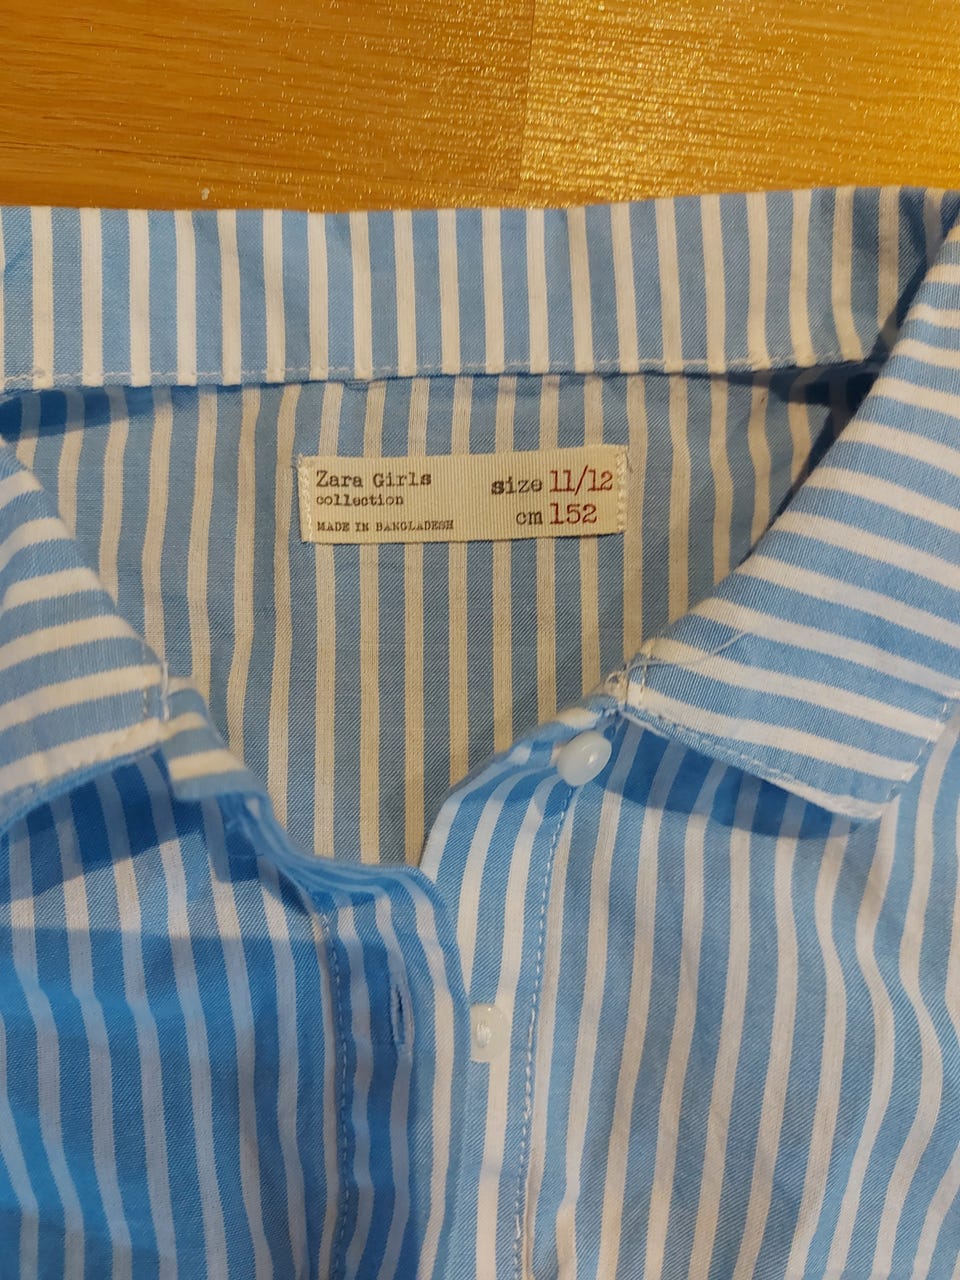 Zara Girls
collection
MADE IN BANGLADESH
size 11/12
cm 152